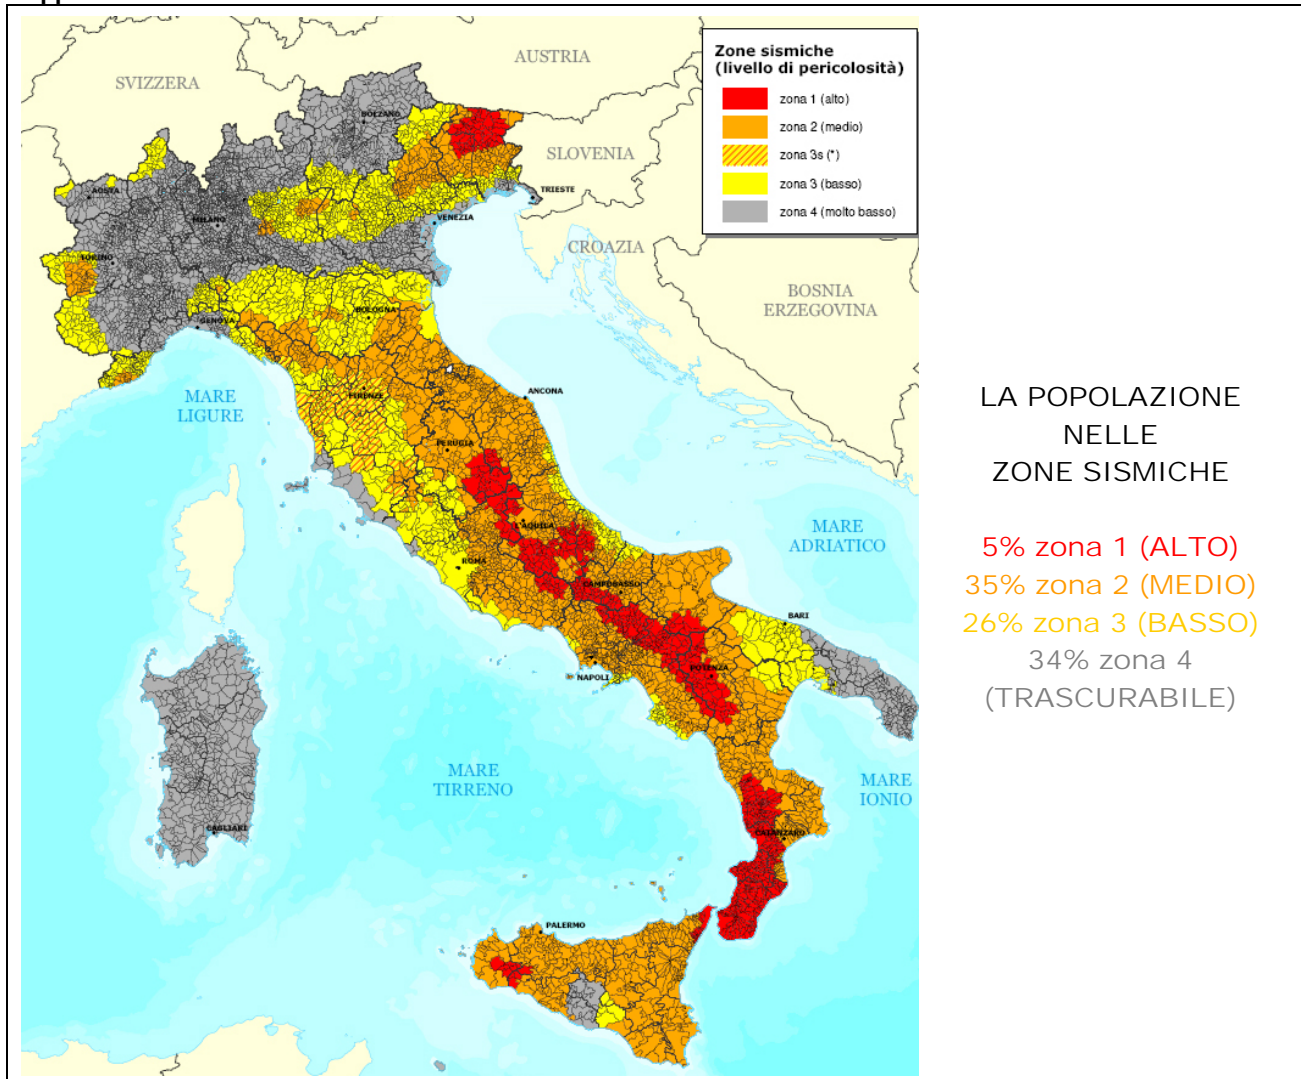 SVIZZERA
AUSTRIA
SLOVENIA
CROAZIA
BOSNIA
ERZEGOVINA
Zone sismiche
(livello di pericolosità)
zona 1 (alto)
zona 2 (medio)
zona 3s (*)
zona 3 (basso)
zona 4 (molto basso)
BOLZANO
AOSTA
MILANO
TRIESTE
VENEZIA
TORINO
GENOVA
BOLOGNA
FIRENZE
ANCONA
PERUGIA
L'AQUILA
ROMA
CAMPOBASSO
BARI
NAPOLI
POTENZA
CAGLIARI
CATANZARO
PALERMO
MARE
LIGURE
MARE
ADRIATICO
MARE
TIRRENO
MARE
IONIO
LA POPOLAZIONE
NELLE
ZONE SISMICHE
5% zona 1 (ALTO)
35% zona 2 (MEDIO)
26% zona 3 (BASSO)
34% zona 4
(TRASCURABILE)